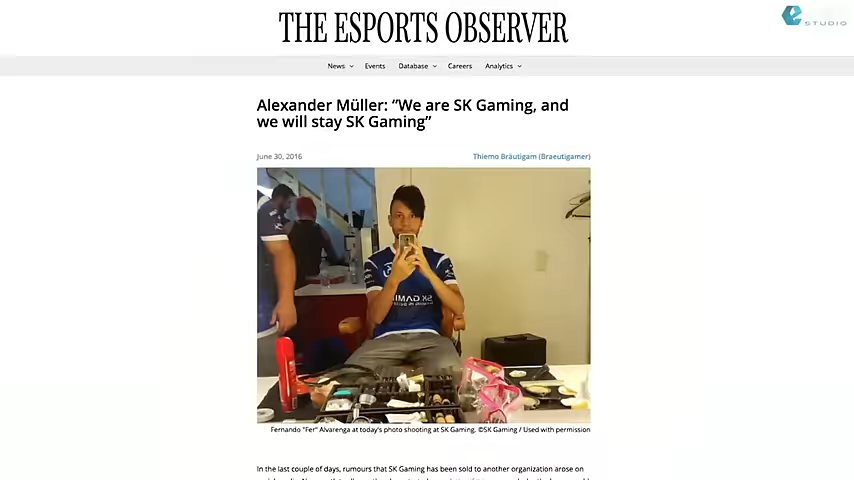 THE ESPORTS OBSERVER
e STUDIO
News Events Database Careers Analytics
Alexander Müller: “We are SK Gaming, and
we will stay SK Gaming”
June 30, 2016 Thiemo Bräutigam (Braeutigamer)
SK GAMING
Fernando "Fer" Alvarenga at today's photo shooting at SK Gaming. ©SK Gaming / Used with permission
In the last couple of days, rumours that SK Gaming has been sold to another organization arose on